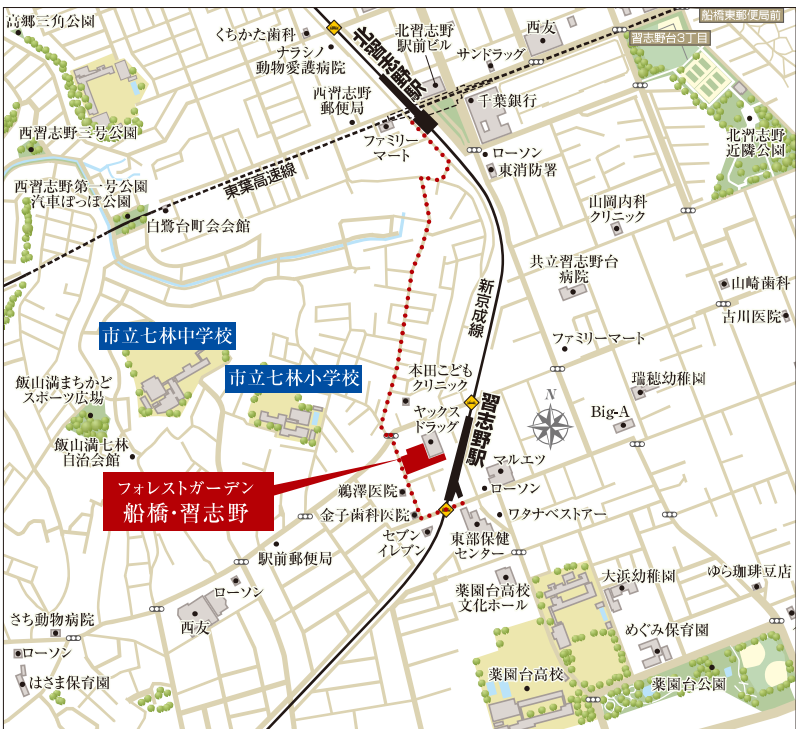 船橋東郵便局前
習志野台3丁目
高郷三角公園
くちかた歯科
ナラシノ
動物愛護病院
北習志野駅
北習志野
駅前ビル
西友
サンドラッグ
西習志野
郵便局
千葉銀行
西習志野三号公園
ファミリー
マート
ローソン
東消防署
北習志野
近隣公園
西習志野第一号公園
汽車ぽっぽ公園
東葉高速線
白鷺台町会会館
山岡内科
クリニック
共立習志野台
病院
山崎歯科
新京成線
古川医院
市立七林中学校
ファミリーマート
市立七林小学校
本田こども
クリニック
瑞穂幼稚園
飯山満まちかど
スポーツ広場
ヤックス
ドラッグ
習志野駅
N
Big-A
飯山満七林
自治会館
マルエツ
フォレストガーデン
船橋・習志野
鵜澤医院
ローソン
金子歯科医院
ワタナベストアー
セブン
イレブン
東部保健
センター
駅前郵便局
ローソン
薬園台高校
文化ホール
大浜幼稚園
ゆら珈琲豆店
さち動物病院
西友
めぐみ保育園
ローソン
はさま保育園
薬園台高校
薬園台公園